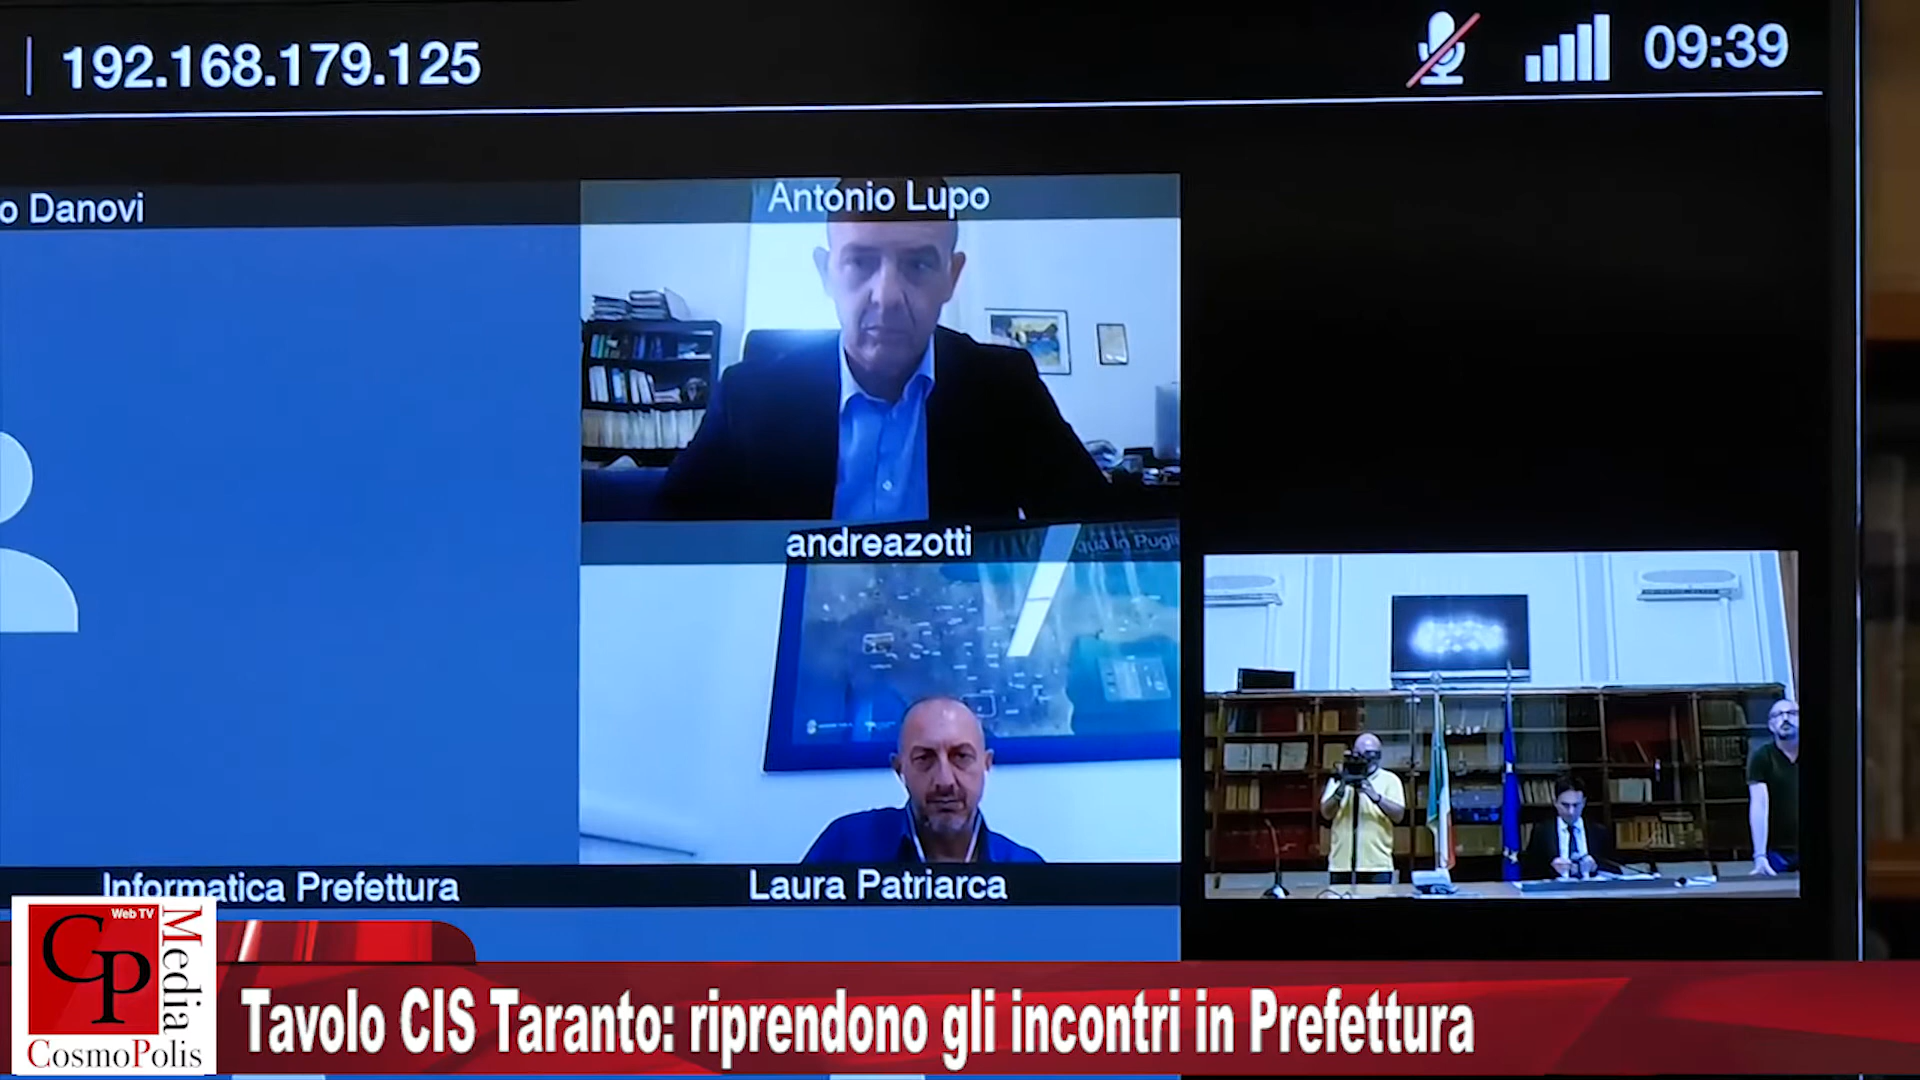 192.168.179.125
09:39
o Danovi
Antonio Lupo
andreazotti
Informatica Prefettura
Laura Patriarca
Web TV
CP
Media
CosmoPolis
Tavolo CIS Taranto: riprendono gli incontri in Prefettura